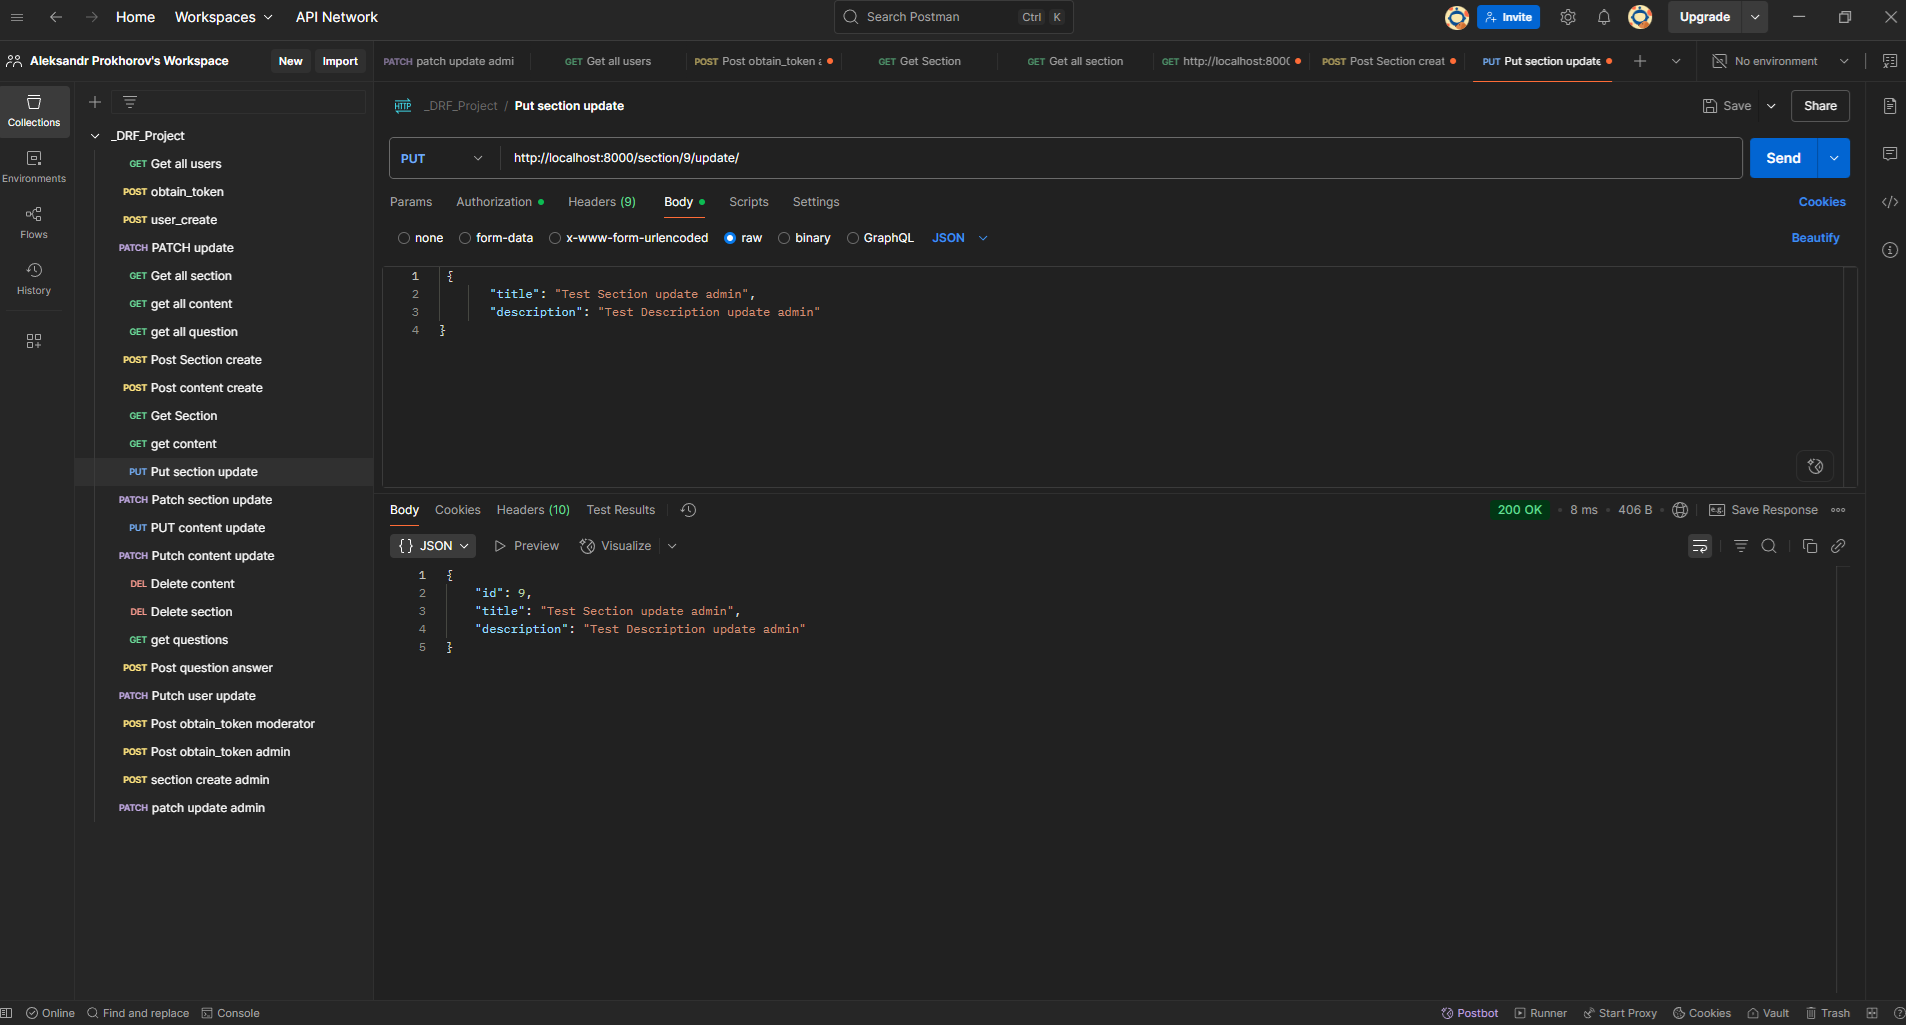 Home Workspaces API Network Search Postman Ctrl K Invite Upgrade
Aleksandr Prokhorov's Workspace New Import PATCH patch update admi GET Get all users POST Post obtain_token GET Get Section GET Get all section GET http://localhost:800 POST Post Section creat PUT Put section update No environment
Collections
Environments
Flows
History
_DRF_Project
GET Get all users
POST obtain_token
POST user_create
PATCH PATCH update
GET Get all section
GET get all content
GET get all question
POST Post Section create
POST Post content create
GET Get Section
GET get content
PUT Put section update
PATCH Patch section update
PUT PUT content update
PATCH Putch content update
DEL Delete content
DEL Delete section
GET get questions
POST Post question answer
PATCH Putch user update
POST Post obtain_token moderator
POST Post obtain_token admin
POST section create admin
PATCH patch update admin
HTTP _DRF_Project / Put section update Save Share
PUT http://localhost:8000/section/9/update/ Send
Params Authorization Headers (9) Body Scripts Settings Cookies
none form-data x-www-form-urlencoded raw binary GraphQL JSON Beautify
1 {
2 "title": "Test Section update admin",
3 "description": "Test Description update admin"
4 }
Body Cookies Headers (10) Test Results 200 OK 8 ms 406 B e.g. Save Response
{} JSON Preview Visualize
1 {
2 "id": 9,
3 "title": "Test Section update admin",
4 "description": "Test Description update admin"
5 }
Online Find and replace Console Postbot Runner Start Proxy Cookies Vault Trash